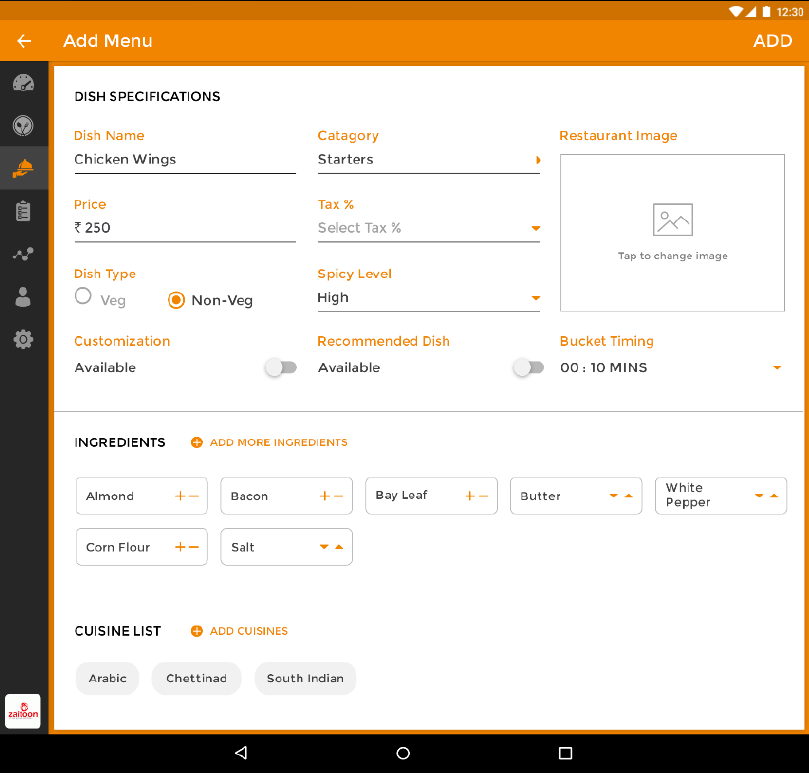 12:30
Add Menu
ADD
DISH SPECIFICATIONS
Dish Name
Catagory
Restaurant Image
Chicken Wings
Starters
Price
Tax %
₹ 250
Select Tax %
Tap to change image
Dish Type
Spicy Level
Veg
Non-Veg
High
Customization
Recommended Dish
Bucket Timing
Available
Available
00 : 10 MINS
INGREDIENTS
ADD MORE INGREDIENTS
Almond
Bacon
Bay Leaf
Butter
White
Pepper
Corn Flour
Salt
CUISINE LIST
ADD CUISINES
Arabic
Chettinad
South Indian
zaitoon